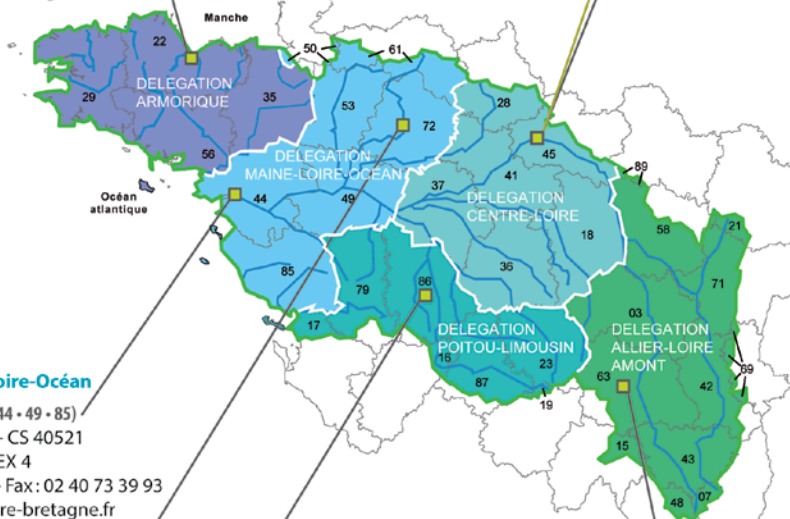 Manche
22
50
61
DELEGATION
ARMORIQUE
29
35
53
28
72
45
56
DELEGATION
MAINE-LOIRE-OCÉAN
41
89
37
Océan
atlantique
44
49
DELEGATION
CENTRE-LOIRE
58
21
18
36
85
79
86
71
03
17
DELEGATION
POITOU-LIMOUSIN
DELEGATION
ALLIER-LOIRE
AMONT
16
23
69
63
42
87
19
15
43
48
07
oire-Océan
44 • 49 • 85)
- CS 40521
EX 4
- Fax : 02 40 73 39 93
re-bretagne.fr